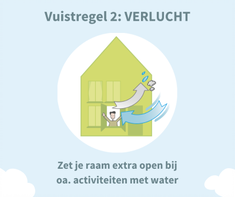 Vuistregel 2: VERLUCHT
Zet je raam extra open bij
oa. activiteiten met water